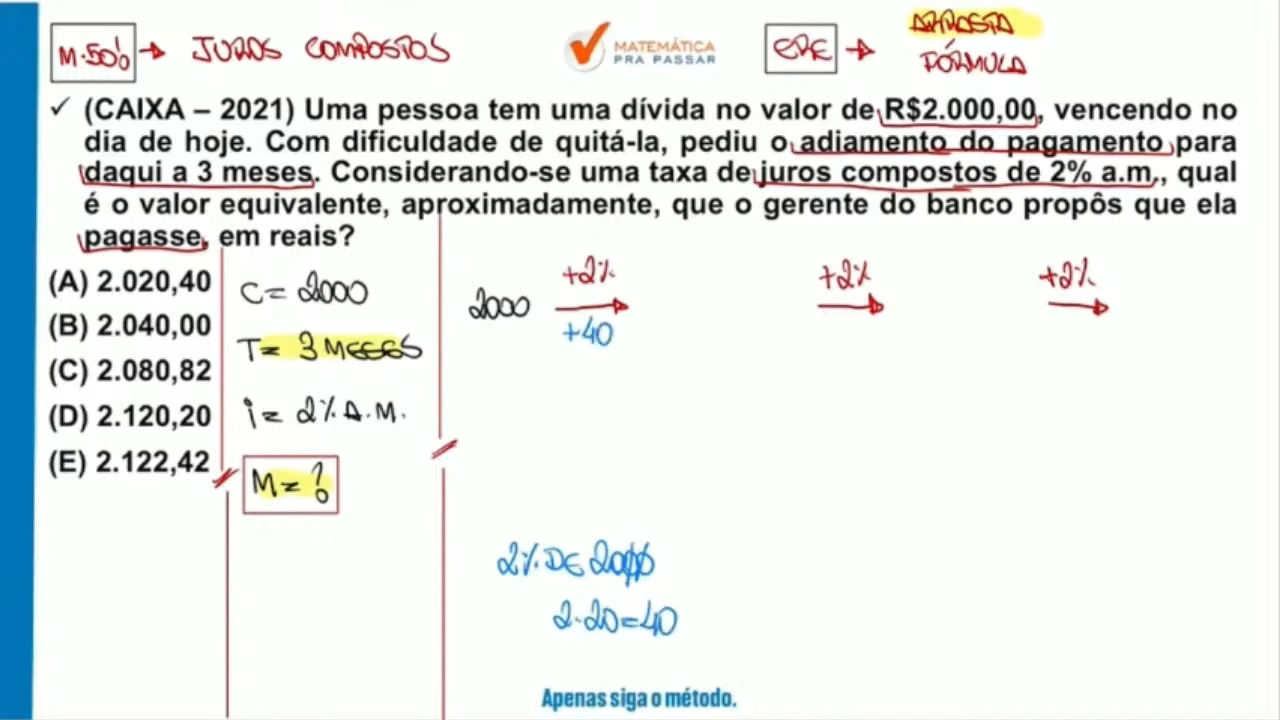 M.50! → JUROS COMPOSTOS
MATEMÁTICA
PRA PASSAR
EPE → ARROSTA
FÓRMULA
✓ (CAIXA – 2021) Uma pessoa tem uma dívida no valor de R$2.000,00, vencendo no
dia de hoje. Com dificuldade de quitá-la, pediu o adiamento do pagamento para
daqui a 3 meses. Considerando-se uma taxa de juros compostos de 2% a.m., qual
é o valor equivalente, aproximadamente, que o gerente do banco propôs que ela
pagasse, em reais?
(A) 2.020,40
(B) 2.040,00
(C) 2.080,82
(D) 2.120,20
(E) 2.122,42
C= 2000
T= 3 MESES
i= 2% A.M.
M= ?
+2% +2% +2%
2000
+40
2% DE 2000
2.20=40
Apenas siga o método.